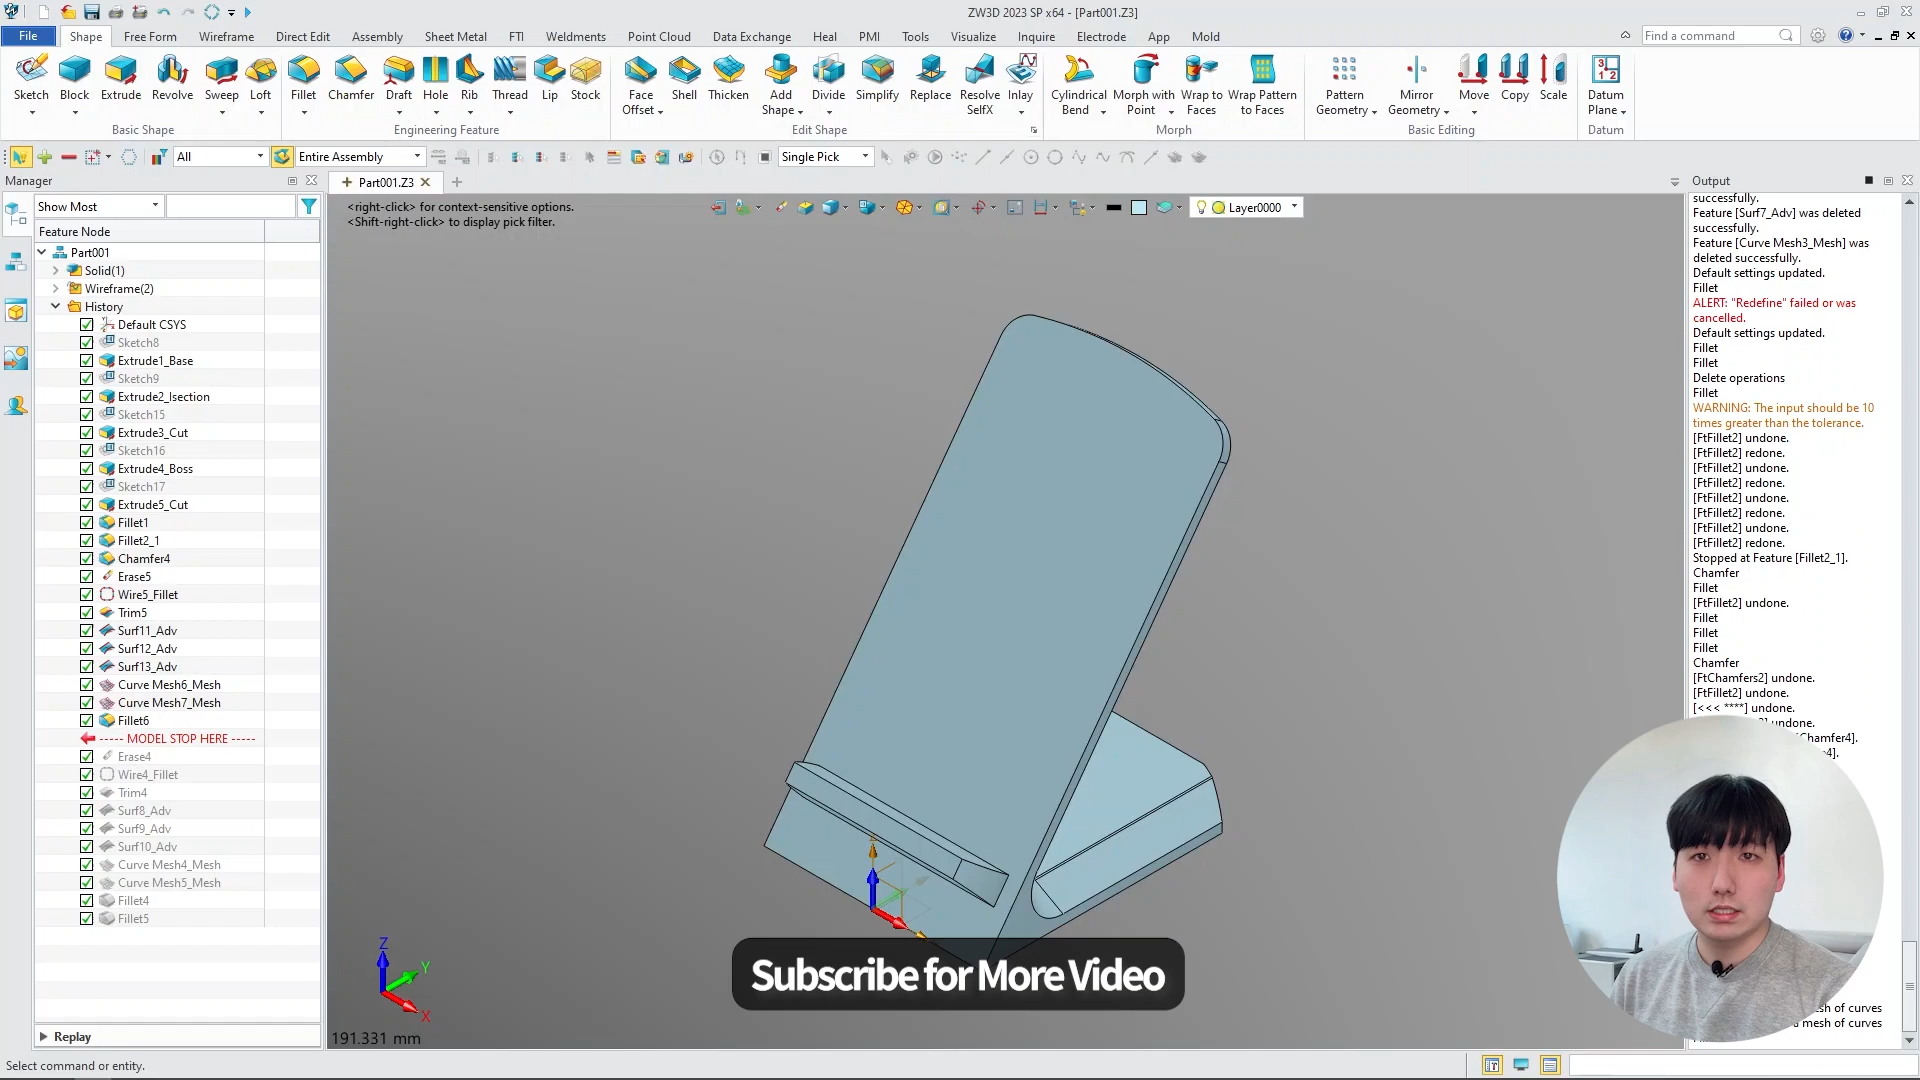 ZW3D 2023 SP x64 - [Part001.Z3]
File Shape Free Form Wireframe Direct Edit Assembly Sheet Metal FTI Weldments Point Cloud Data Exchange Heal PMI Tools Visualize Inquire Electrode App Mold Find a command
Sketch Block Extrude Revolve Sweep Loft Fillet Chamfer Draft Hole Rib Thread Lip Stock Face Offset Shell Thicken Add Shape Divide Simplify Replace Resolve SelfX Inlay Cylindrical Bend Morph with Point Wrap to Faces Wrap Pattern to Faces Pattern Geometry Mirror Geometry Move Copy Scale Datum Plane
Basic Shape Engineering Feature Edit Shape Morph Basic Editing Datum
All Entire Assembly Single Pick
Manager
Part001.Z3
Show Most
Feature Node
Part001
Solid(1)
Wireframe(2)
History
Default CSYS
Sketch8
Extrude1_Base
Sketch9
Extrude2_Isection
Sketch15
Extrude3_Cut
Sketch16
Extrude4_Boss
Sketch17
Extrude5_Cut
Fillet1
Fillet2_1
Chamfer4
Erase5
Wire5_Fillet
Trim5
Surf11_Adv
Surf12_Adv
Surf13_Adv
Curve Mesh6_Mesh
Curve Mesh7_Mesh
Fillet6
----- MODEL STOP HERE -----
Erase4
Wire4_Fillet
Trim4
Surf8_Adv
Surf9_Adv
Surf10_Adv
Curve Mesh4_Mesh
Curve Mesh5_Mesh
Fillet4
Fillet5
Replay
<right-click> for context-sensitive options.
<Shift-right-click> to display pick filter.
Layer0000
Z
Y
X
191.331 mm
Subscribe for More Video
Output
successfully.
Feature [Surf7_Adv] was deleted
successfully.
Feature [Curve Mesh3_Mesh] was
deleted successfully.
Default settings updated.
Fillet
ALERT: "Redefine" failed or was
cancelled.
Default settings updated.
Fillet
Fillet
Delete operations
Fillet
WARNING: The input should be 10
times greater than the tolerance.
[FtFillet2] undone.
[FtFillet2] redone.
[FtFillet2] undone.
[FtFillet2] redone.
[FtFillet2] undone.
[FtFillet2] redone.
[FtFillet2] undone.
[FtFillet2] redone.
Stopped at Feature [Fillet2_1].
Chamfer
Fillet
[FtFillet2] undone.
Fillet
Fillet
Fillet
Chamfer
[FtChamfers2] undone.
[FtFillet2] undone.
[<<< ****] undone.
undone.
Chamfer4].
mesh of curves
mesh of curves
Select command or entity.